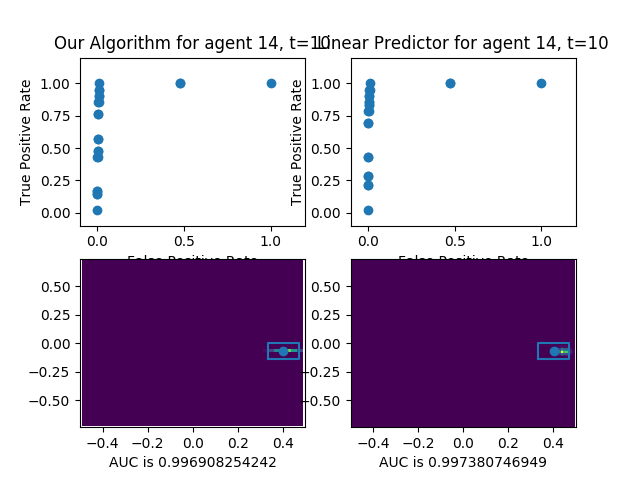 Our Algorithm for agent 14, t=10
Linear Predictor for agent 14, t=10
True Positive Rate
1.00
0.75
0.50
0.25
0.00
0.0 0.5 1.0
False Positive Rate
True Positive Rate
1.00
0.75
0.50
0.25
0.00
0.0 0.5 1.0
False Positive Rate
0.50
0.25
0.00
−0.25
−0.50
−0.4 −0.2 0.0 0.2 0.4
AUC is 0.996908254242
0.50
0.25
0.00
−0.25
−0.50
−0.4 −0.2 0.0 0.2 0.4
AUC is 0.997380746949